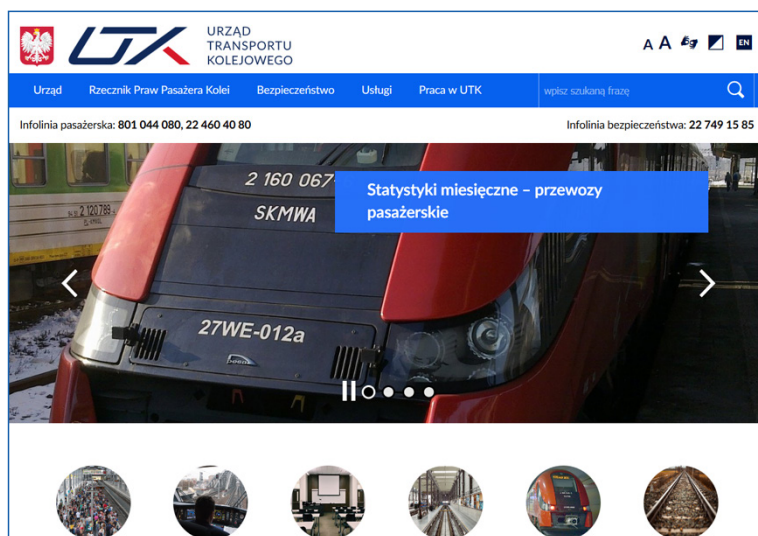 UTK
URZĄD
TRANSPORTU
KOLEJOWEGO
A A
EN
Urząd Rzecznik Praw Pasażera Kolei Bezpieczeństwo Usługi Praca w UTK wpisz szukaną frazę
Infolinia pasażerska: 801 044 080, 22 460 40 80 Infolinia bezpieczeństwa: 22 749 15 85
2 160 067
SKMWA
Statystyki miesięczne – przewozy
pasażerskie
2 120 789
27WE-012a